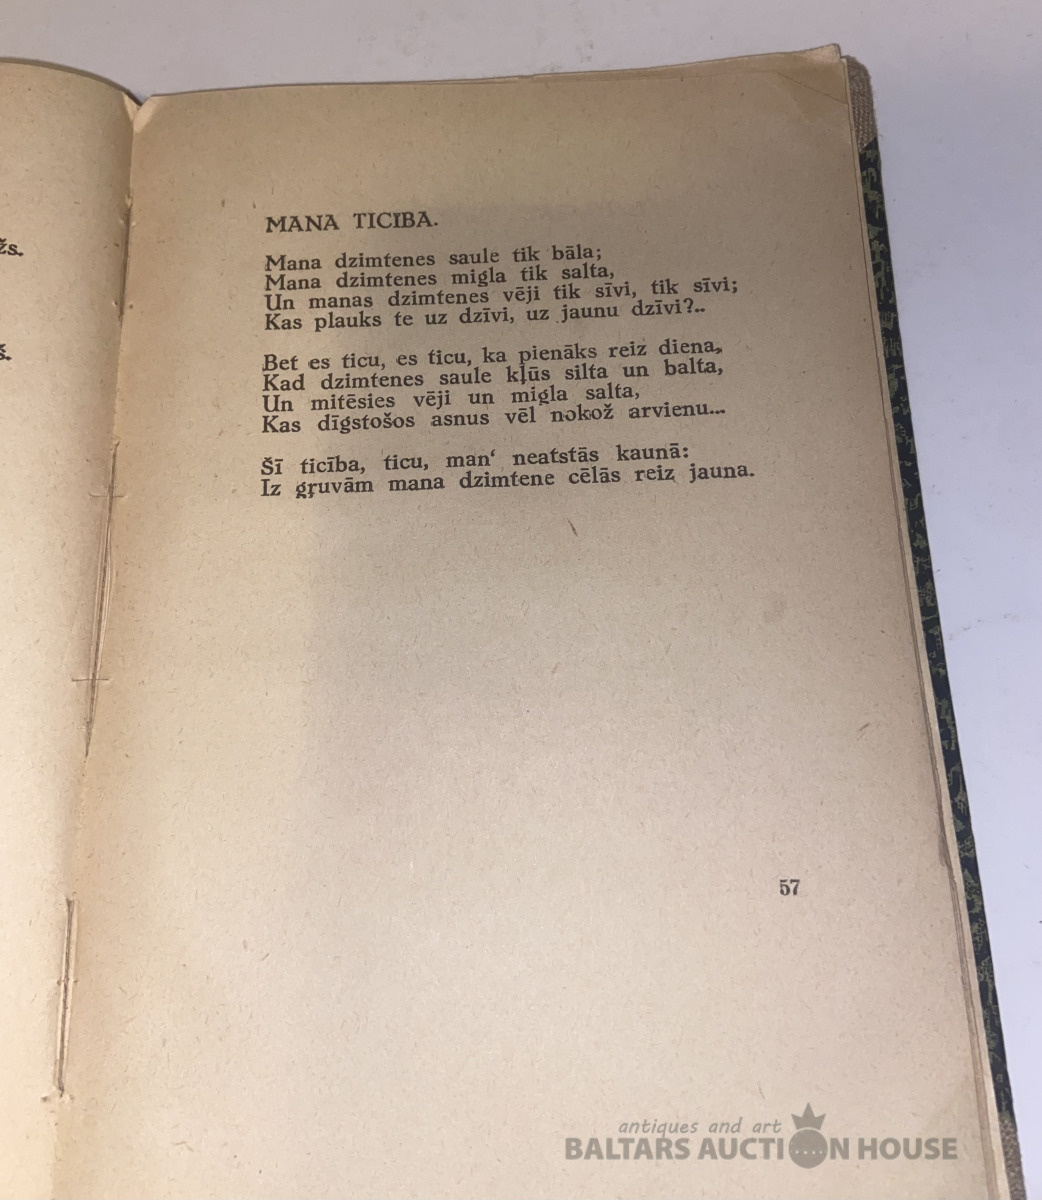 žs.
š.
MANA TICIBA.
Mana dzimtenes saule tik bāla;
Mana dzimtenes migla tik salta,
Un manas dzimtenes vēji tik sīvi, tik sīvi;
Kas plauks te uz dzīvi, uz jaunu dzīvi?..
Bet es ticu, es ticu, ka pienāks reiz diena,
Kad dzimtenes saule kļūs silta un balta,
Un mitēsies vēji un migla salta,
Kas dīgstošos asnus vēl nokož arvienu...
Šī ticība, ticu, man‘ neatstās kaunā:
Iz gŗuvām mana dzimtene cēlās reiz jauna.
57
antiques and art
BALTARS AUCTION HOUSE